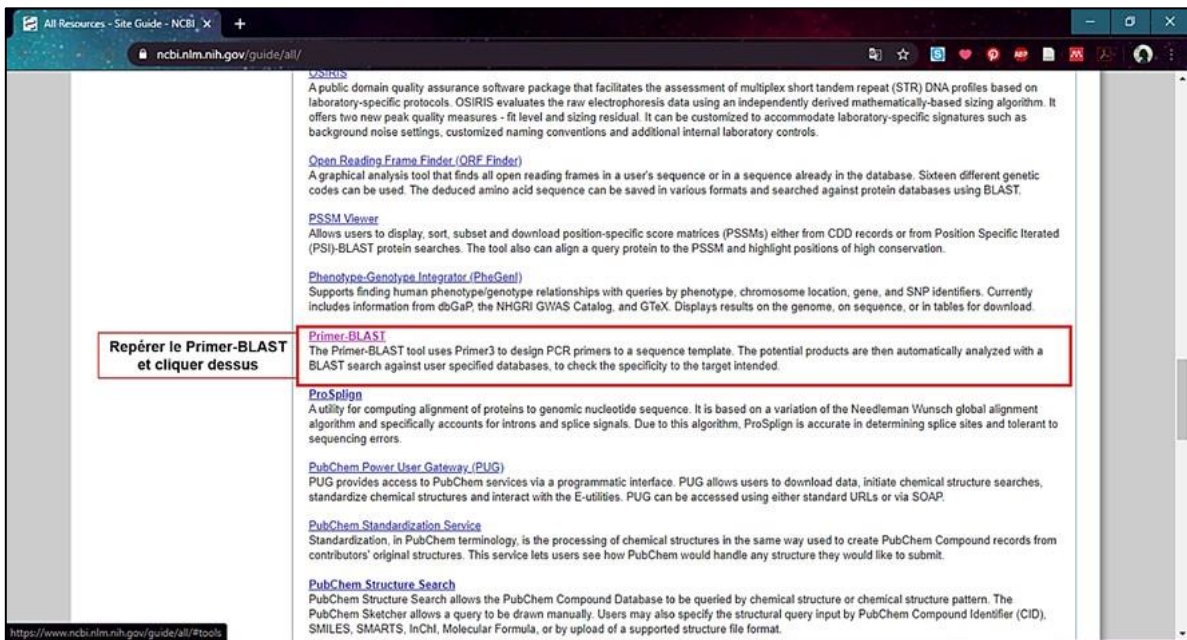 All Resources - Site Guide - NCBI
ncbi.nlm.nih.gov/guide/all/
OSIRIS
A public domain quality assurance software package that facilitates the assessment of multiplex short tandem repeat (STR) DNA profiles based on
laboratory-specific protocols. OSIRIS evaluates the raw electrophoresis data using an independently derived mathematically-based sizing algorithm. It
offers two new peak quality measures - fit level and sizing residual. It can be customized to accommodate laboratory-specific signatures such as
background noise settings, customized naming conventions and additional internal laboratory controls.
Open Reading Frame Finder (ORF Finder)
A graphical analysis tool that finds all open reading frames in a user's sequence or in a sequence already in the database. Sixteen different genetic
codes can be used. The deduced amino acid sequence can be saved in various formats and searched against protein databases using BLAST.
PSSM Viewer
Allows users to display, sort, subset and download position-specific score matrices (PSSMs) either from CDD records or from Position Specific Iterated
(PSI)-BLAST protein searches. The tool also can align a query protein to the PSSM and highlight positions of high conservation.
Phenotype-Genotype Integrator (PheGenI)
Supports finding human phenotype/genotype relationships with queries by phenotype, chromosome location, gene, and SNP identifiers. Currently
includes information from dbGaP, the NHGRI GWAS Catalog, and GTeX. Displays results on the genome, on sequence, or in tables for download.
Repérer le Primer-BLAST
et cliquer dessus
Primer-BLAST
The Primer-BLAST tool uses Primer3 to design PCR primers to a sequence template. The potential products are then automatically analyzed with a
BLAST search against user specified databases, to check the specificity to the target intended.
ProSplign
A utility for computing alignment of proteins to genomic nucleotide sequence. It is based on a variation of the Needleman Wunsch global alignment
algorithm and specifically accounts for introns and splice signals. Due to this algorithm, ProSplign is accurate in determining splice sites and tolerant to
sequencing errors.
PubChem Power User Gateway (PUG)
PUG provides access to PubChem services via a programmatic interface. PUG allows users to download data, initiate chemical structure searches,
standardize chemical structures and interact with the E-utilities. PUG can be accessed using either standard URLs or via SOAP.
PubChem Standardization Service
Standardization, in PubChem terminology, is the processing of chemical structures in the same way used to create PubChem Compound records from
contributors' original structures. This service lets users see how PubChem would handle any structure they would like to submit.
PubChem Structure Search
PubChem Structure Search allows the PubChem Compound Database to be queried by chemical structure or chemical structure pattern. The
PubChem Sketcher allows a query to be drawn manually. Users may also specify the structural query input by PubChem Compound Identifier (CID),
SMILES, SMARTS, InChI, Molecular Formula, or by upload of a supported structure file format.
https://www.ncbi.nlm.nih.gov/guide/all/#tools